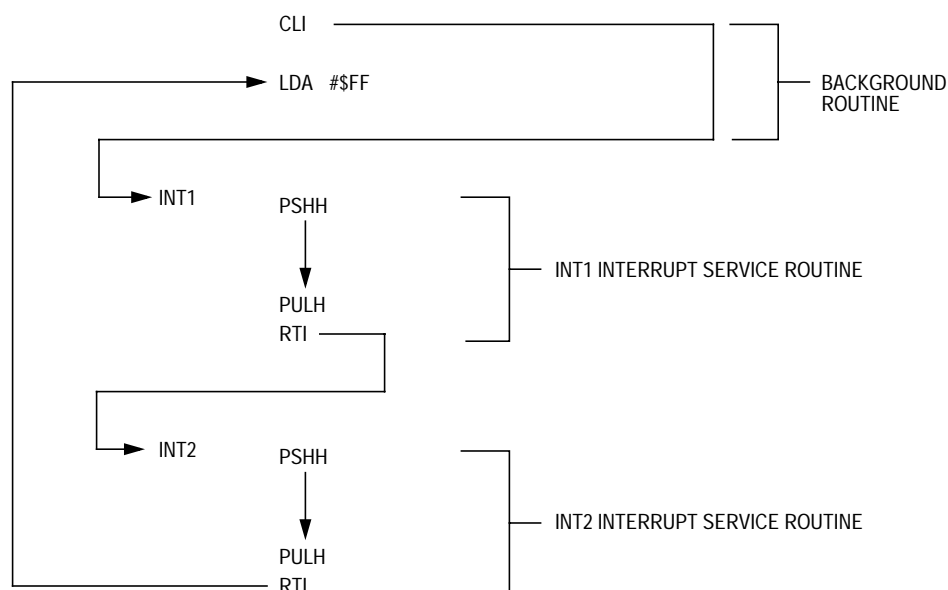 CLI
LDA #$FF
BACKGROUND
ROUTINE
INT1
PSHH
INT1 INTERRUPT SERVICE ROUTINE
PULH
RTI
INT2
PSHH
INT2 INTERRUPT SERVICE ROUTINE
PULH
RTI